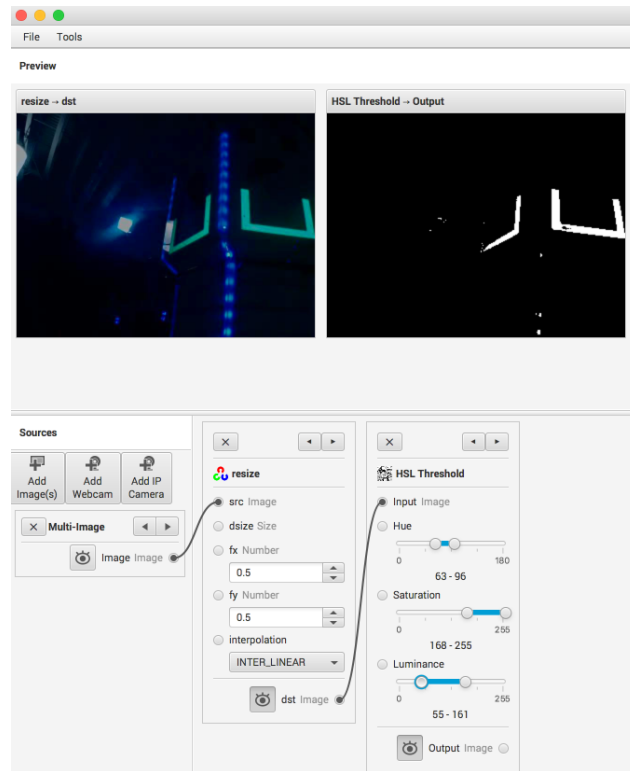 File Tools
Preview
resize → dst
HSL Threshold → Output
Sources
Add Image(s)
Add Webcam
Add IP Camera
Multi-Image
Image Image
resize
src Image
dsize Size
fx Number
0.5
fy Number
0.5
interpolation
INTER_LINEAR
dst Image
HSL Threshold
Input Image
Hue
0 180
63 - 96
Saturation
0 255
168 - 255
Luminance
0 255
55 - 161
Output Image